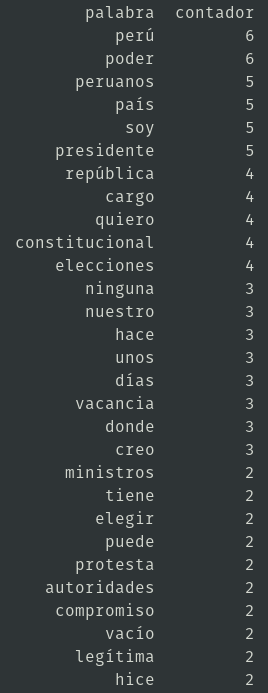 palabra contador
perú 6
poder 6
peruanos 5
país 5
soy 5
presidente 5
república 4
cargo 4
quiero 4
constitucional 4
elecciones 4
ninguna 3
nuestro 3
hace 3
unos 3
días 3
vacancia 3
donde 3
creo 3
ministros 2
tiene 2
elegir 2
puede 2
protesta 2
autoridades 2
compromiso 2
vacío 2
legítima 2
hice 2